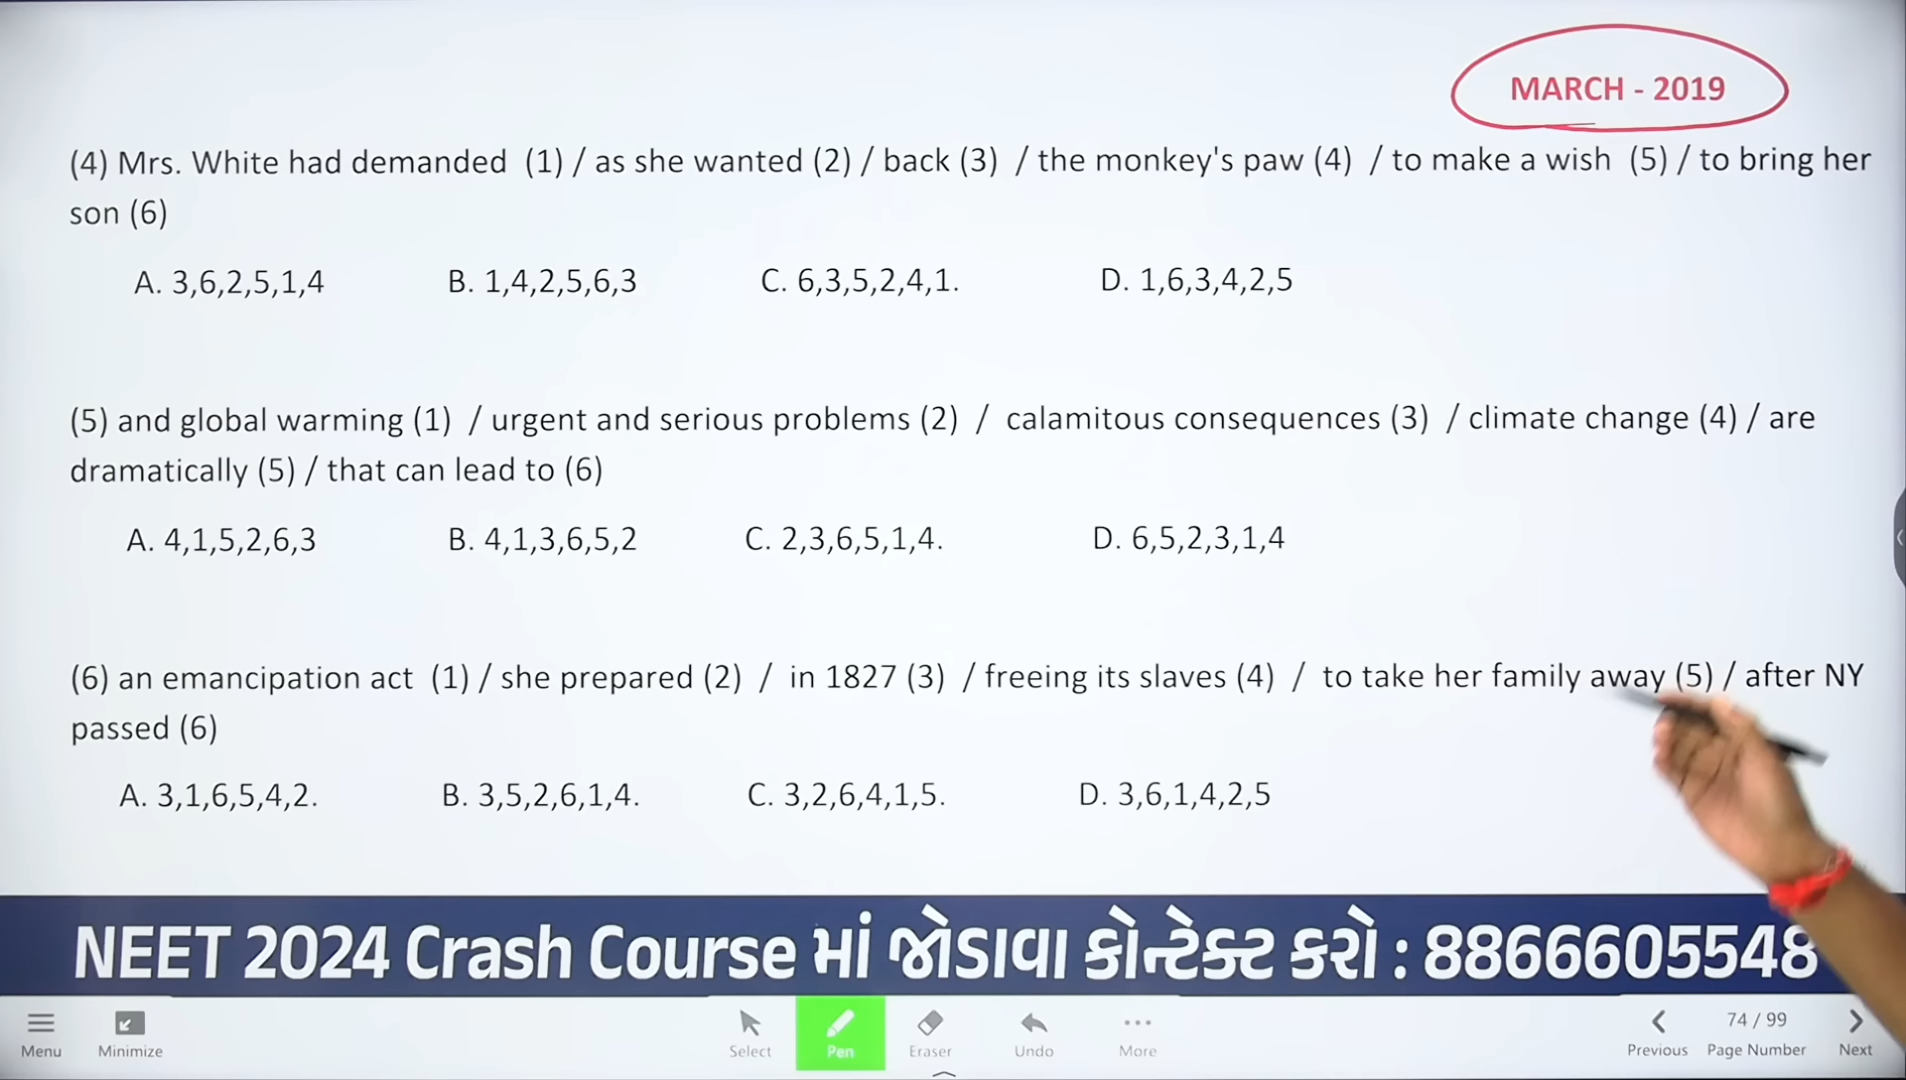 MARCH - 2019
(4) Mrs. White had demanded (1) / as she wanted (2) / back (3) / the monkey's paw (4) / to make a wish (5) / to bring her
son (6)
A. 3,6,2,5,1,4 B. 1,4,2,5,6,3 C. 6,3,5,2,4,1. D. 1,6,3,4,2,5
(5) and global warming (1) / urgent and serious problems (2) / calamitous consequences (3) / climate change (4) / are
dramatically (5) / that can lead to (6)
A. 4,1,5,2,6,3 B. 4,1,3,6,5,2 C. 2,3,6,5,1,4. D. 6,5,2,3,1,4
(6) an emancipation act (1) / she prepared (2) / in 1827 (3) / freeing its slaves (4) / to take her family away (5) / after NY
passed (6)
A. 3,1,6,5,4,2. B. 3,5,2,6,1,4. C. 3,2,6,4,1,5. D. 3,6,1,4,2,5
NEET 2024 Crash Course માં જોડાવા કોન્ટેક્ટ કરો : 8866605548
Menu Minimize Select Pen Eraser Undo More Previous 74 / 99 Page Number Next